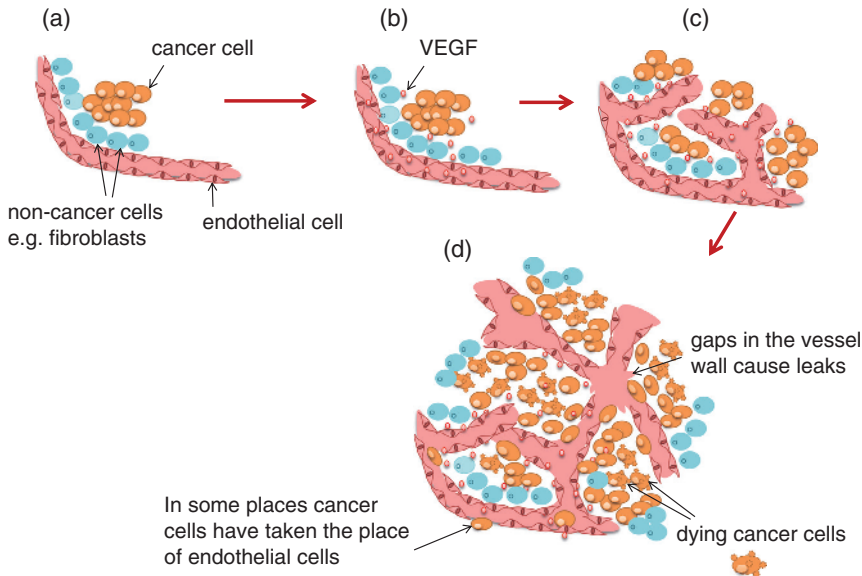 (a)
cancer cell
non-cancer cells
e.g. fibroblasts
endothelial cell
(b)
VEGF
(c)
(d)
gaps in the vessel
wall cause leaks
In some places cancer
cells have taken the place
of endothelial cells
dying cancer cells